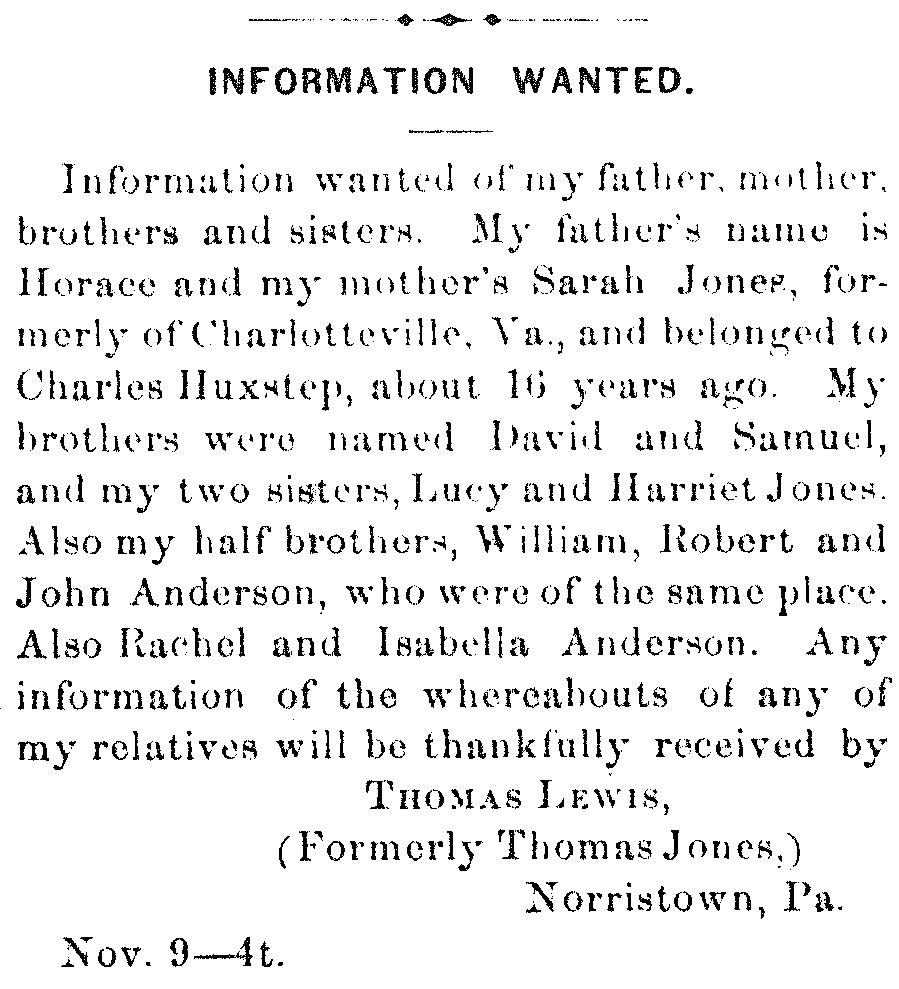 INFORMATION WANTED.
Information wanted of my father, mother,
brothers and sisters. My father's name is
Horace and my mother's Sarah Jones, for-
merly of Charlotteville, Va., and belonged to
Charles Huxstep, about 16 years ago. My
brothers were named David and Samuel,
and my two sisters, Lucy and Harriet Jones.
Also my half brothers, William, Robert and
John Anderson, who were of the same place.
Also Rachel and Isabella Anderson. Any
information of the whereabouts of any of
my relatives will be thankfully received by
THOMAS LEWIS,
(Formerly Thomas Jones,)
Norristown, Pa.
Nov. 9—4t.